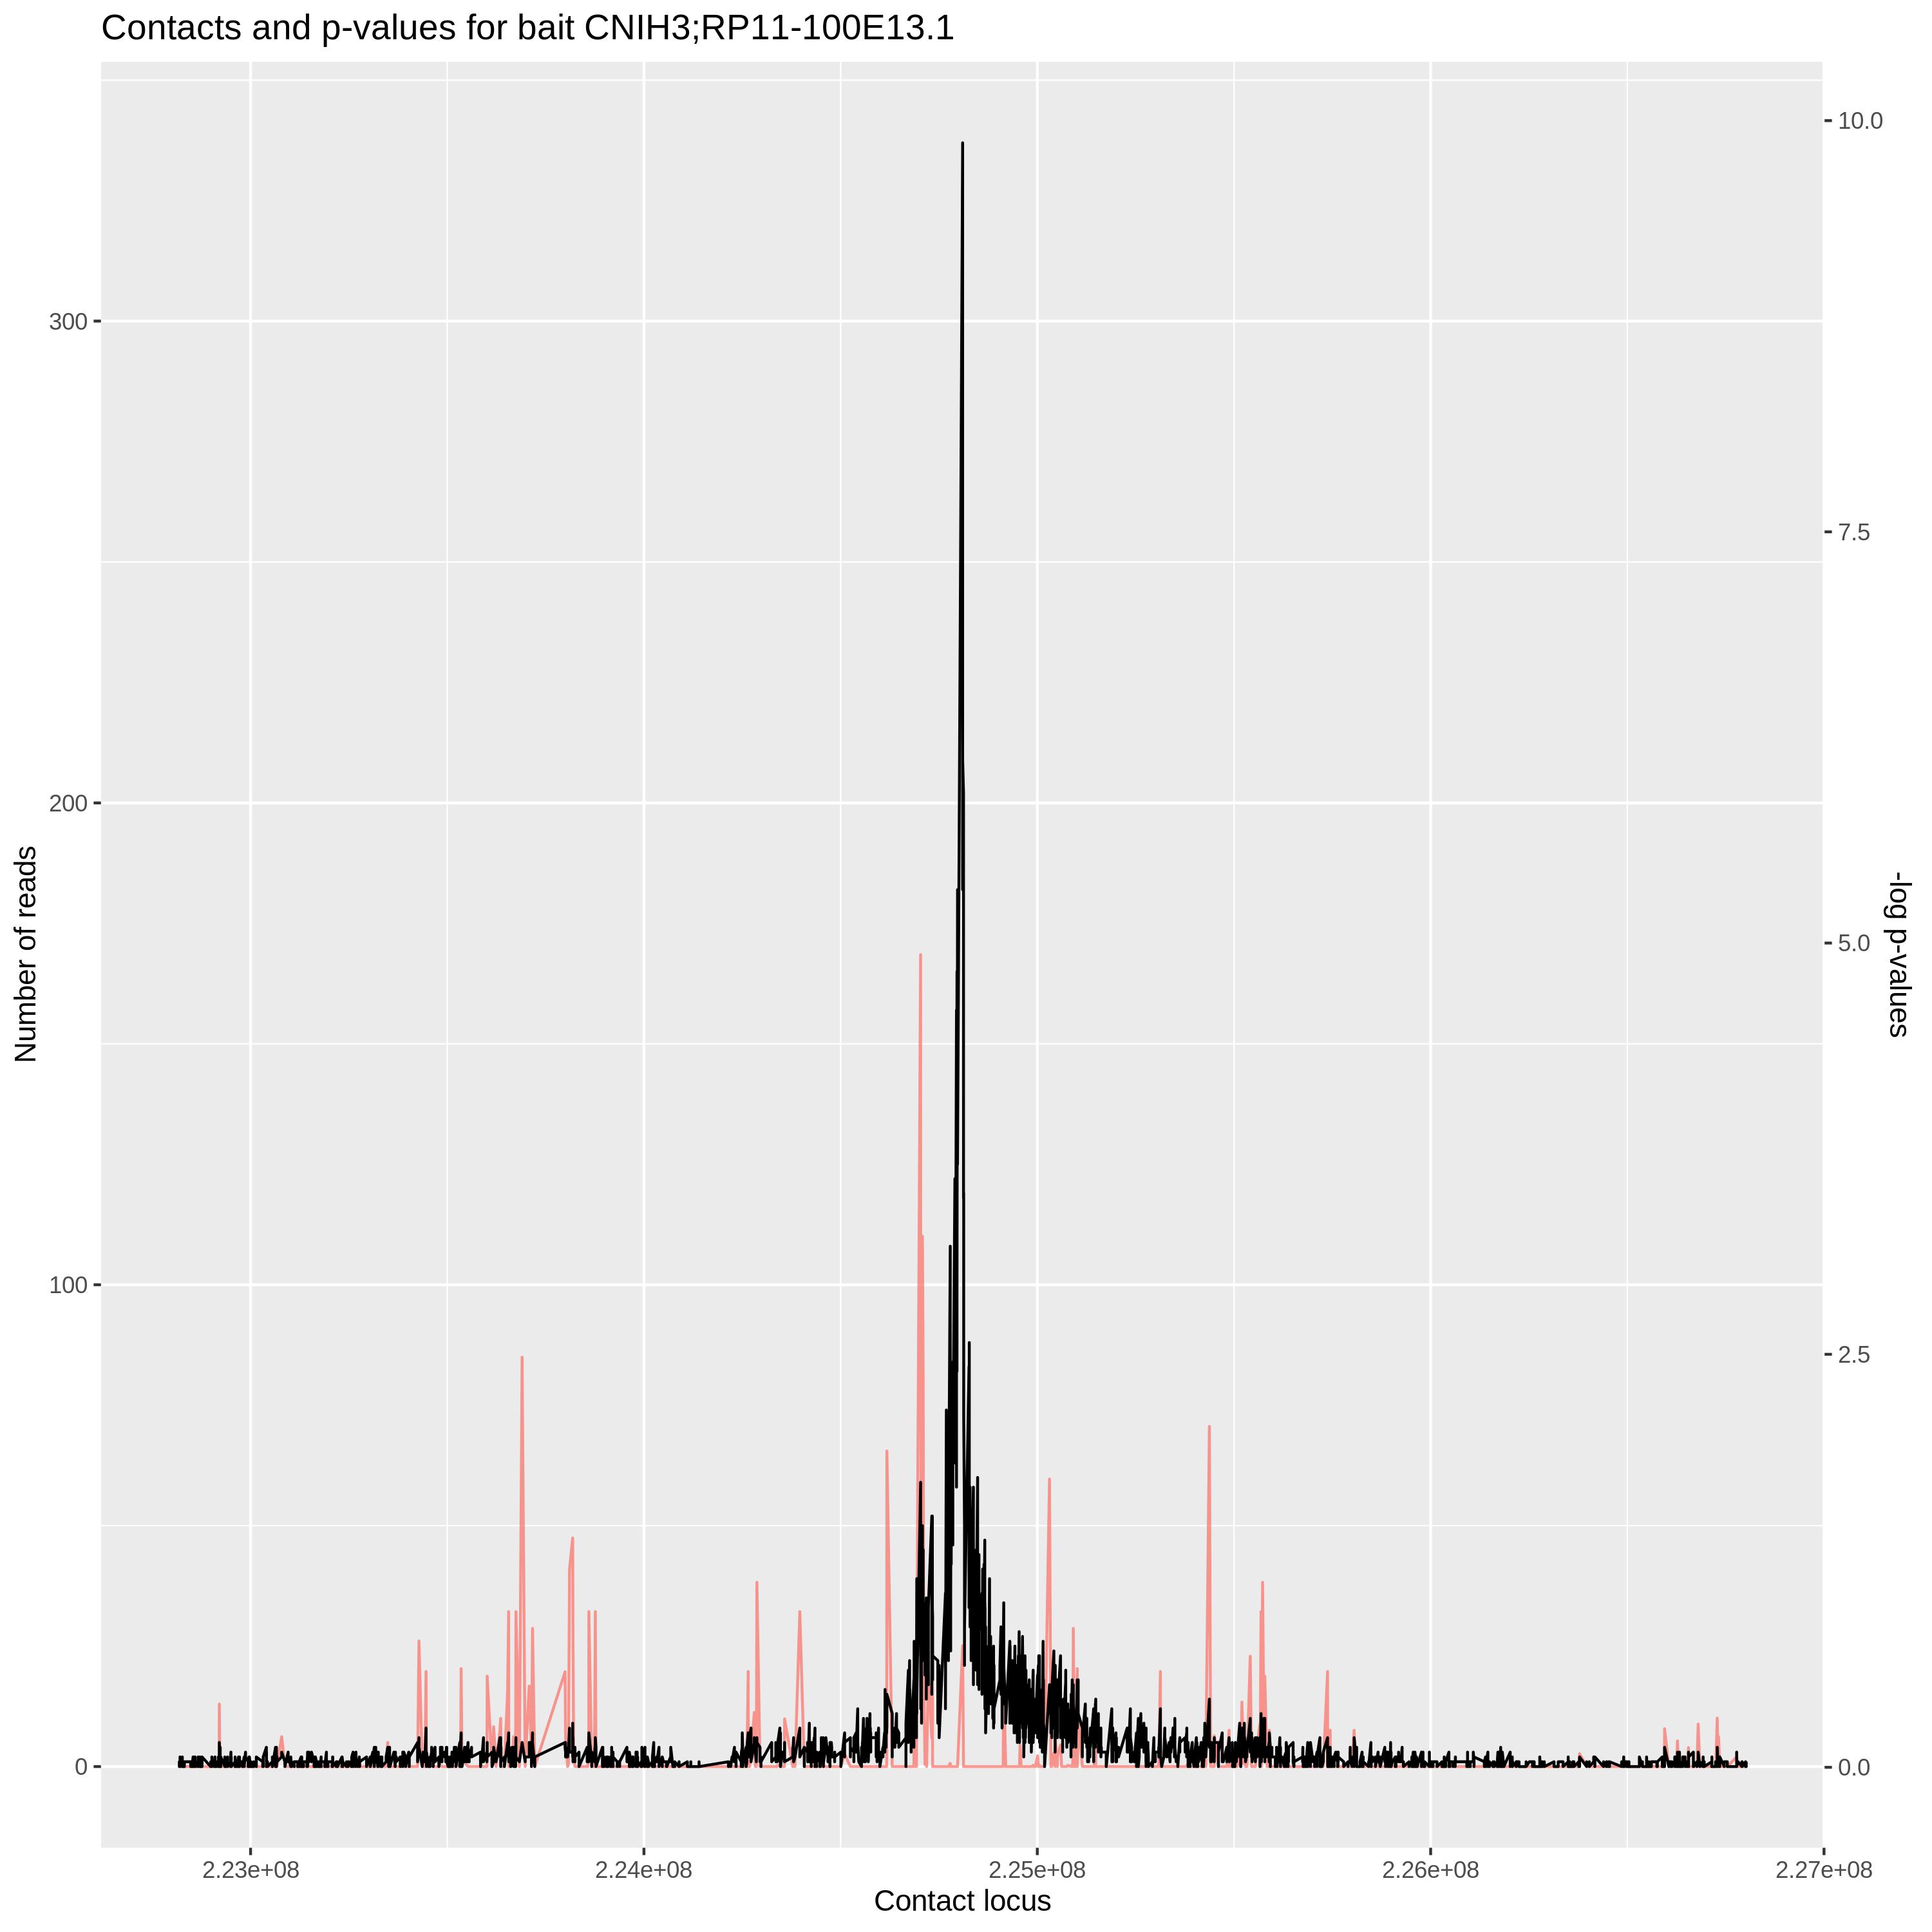 Contacts and p-values for bait CNIH3;RP11-100E13.1
Number of reads
300
200
100
0
10.0
7.5
5.0
2.5
0.0
-log p-values
2.23e+08 2.24e+08 2.25e+08 2.26e+08 2.27e+08
Contact locus